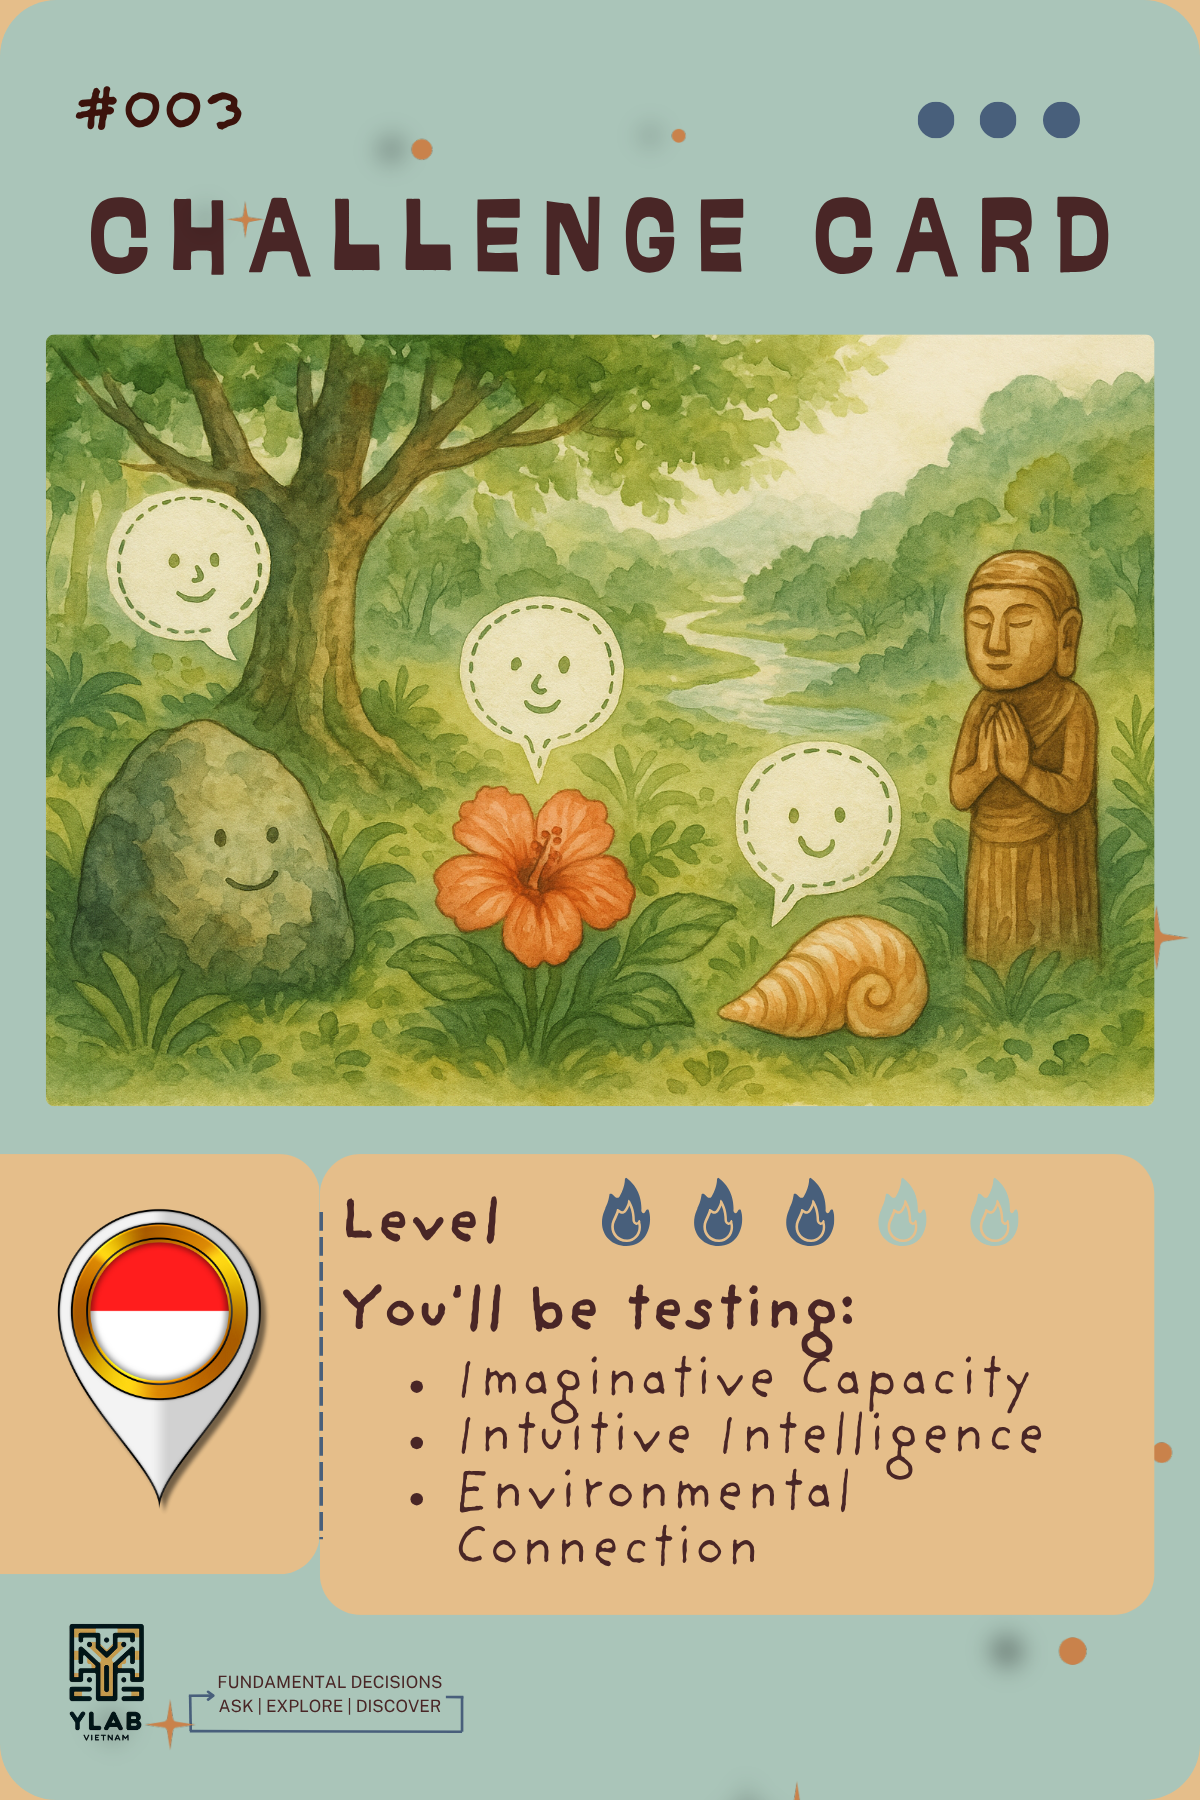 #003
CHALLENGE CARD
Level
You'll be testing:
• Imaginative Capacity
• Intuitive Intelligence
• Environmental
Connection
YLAB
VIETNAM
FUNDAMENTAL DECISIONS
ASK | EXPLORE | DISCOVER